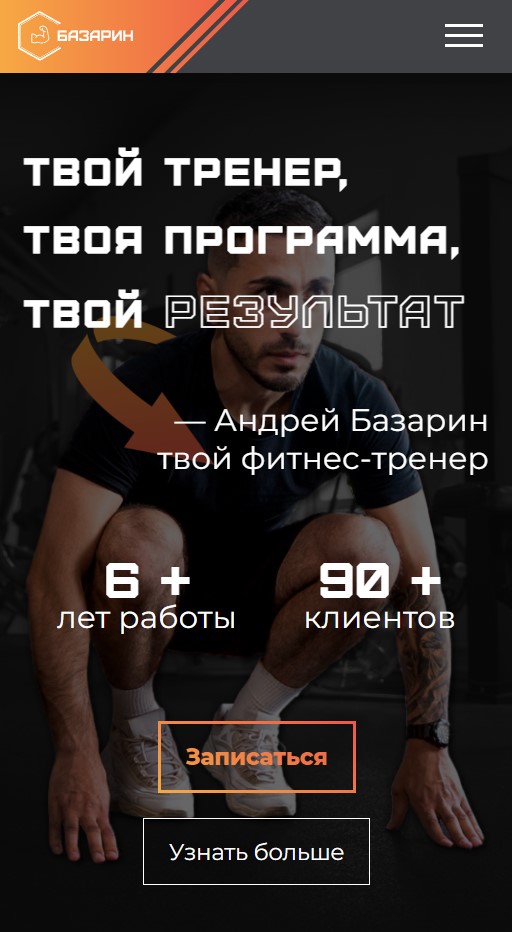 БАЗАРИН
ТВОЙ ТРЕНЕР,
ТВОЯ ПРОГРАММА,
ТВОЙ РЕЗУЛЬТАТ
— Андрей Базарин
твой фитнес-тренер
6 + 90 +
лет работы клиентов
Записаться
Узнать больше